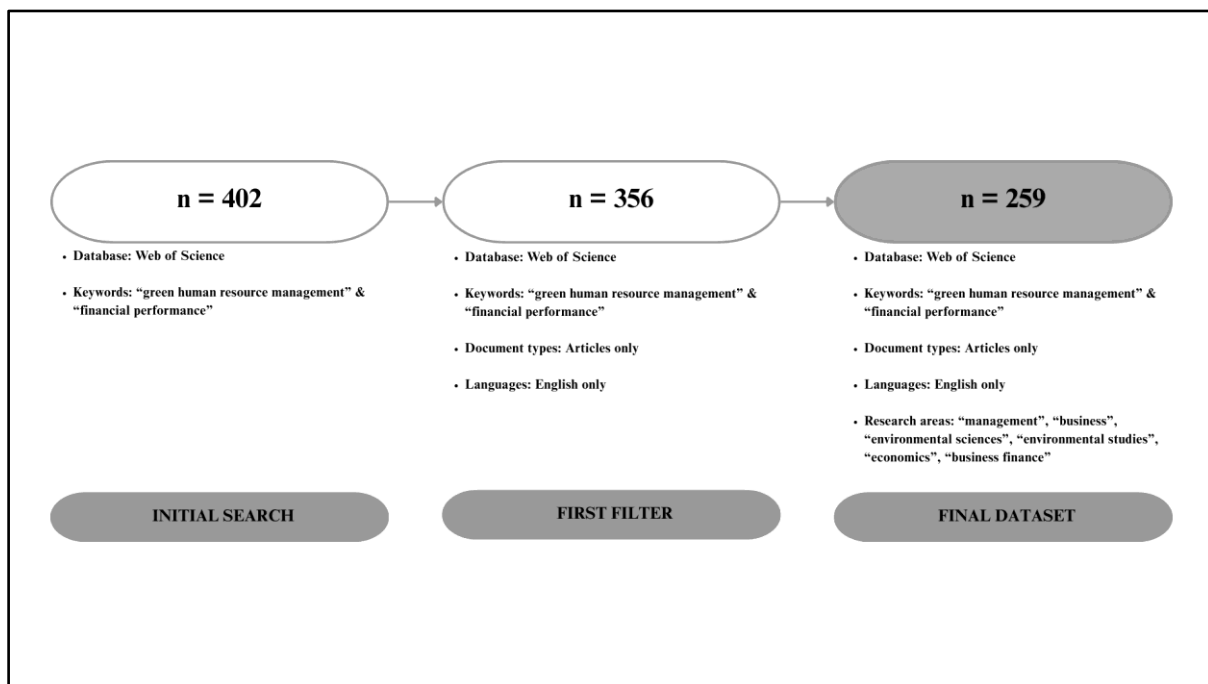 n = 402
• Database: Web of Science
• Keywords: “green human resource management” &
“financial performance”
INITIAL SEARCH
n = 356
• Database: Web of Science
• Keywords: “green human resource management” &
“financial performance”
• Document types: Articles only
• Languages: English only
FIRST FILTER
n = 259
• Database: Web of Science
• Keywords: “green human resource management” &
“financial performance”
• Document types: Articles only
• Languages: English only
• Research areas: “management”, “business”,
“environmental sciences”, “environmental studies”,
“economics”, “business finance”
FINAL DATASET